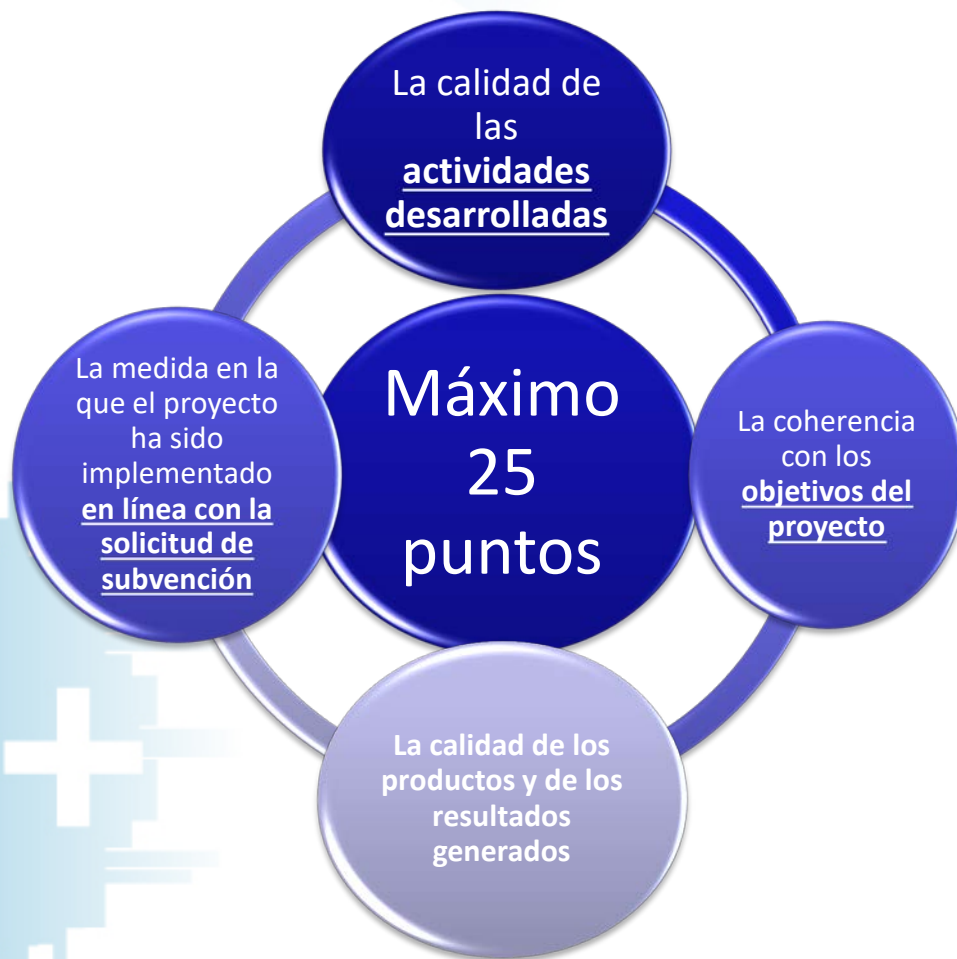 La calidad de
las
actividades
desarrolladas
La medida en la
que el proyecto
ha sido
implementado
en línea con la
solicitud de
subvención
Máximo
25
puntos
La coherencia
con los
objetivos del
proyecto
La calidad de los
productos y de los
resultados
generados